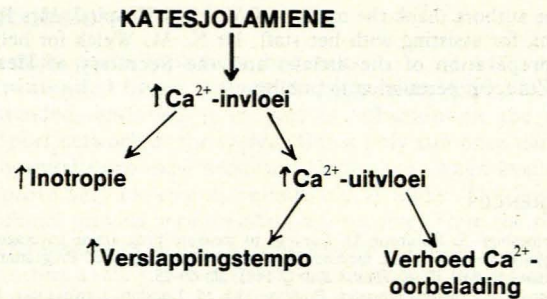 KATESJOLAMIENE
↑Ca²⁺-invloei
↑Inotropie
↑Ca²⁺-uitvloei
↑Verslappingstempo
Verhoed Ca²⁺-
oorbelading